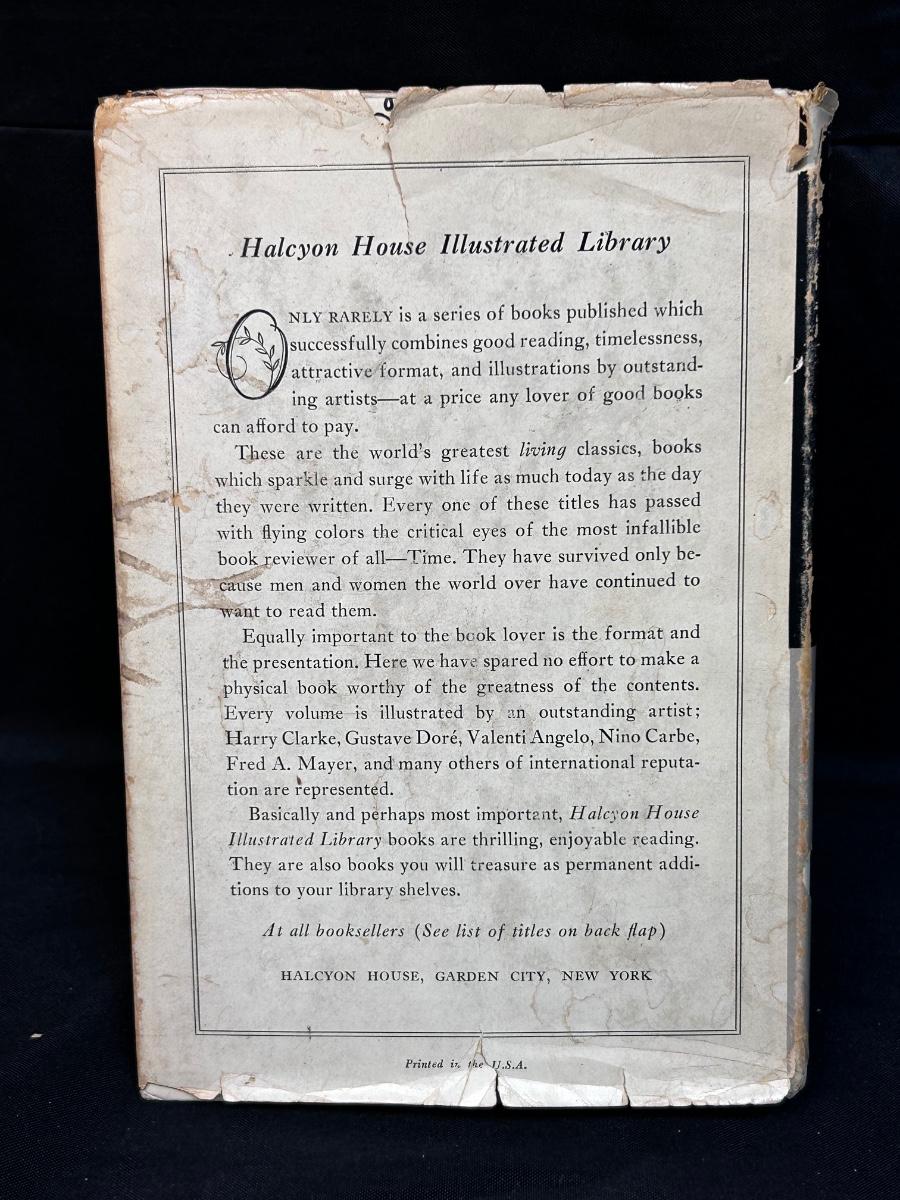 Halcyon House Illustrated Library
ONLY RARELY is a series of books published which
successfully combines good reading, timelessness,
attractive format, and illustrations by outstand-
ing artists—at a price any lover of good books
can afford to pay.
These are the world's greatest living classics, books
which sparkle and surge with life as much today as the day
they were written. Every one of these titles has passed
with flying colors the critical eyes of the most infallible
book reviewer of all—Time. They have survived only be-
cause men and women the world over have continued to
want to read them.
Equally important to the book lover is the format and
the presentation. Here we have spared no effort to make a
physical book worthy of the greatness of the contents.
Every volume is illustrated by an outstanding artist;
Harry Clarke, Gustave Doré, Valenti Angelo, Nino Carbe,
Fred A. Mayer, and many others of international reputa-
tion are represented.
Basically and perhaps most important, Halcyon House
Illustrated Library books are thrilling, enjoyable reading.
They are also books you will treasure as permanent addi-
tions to your library shelves.
At all booksellers (See list of titles on back flap)
HALCYON HOUSE, GARDEN CITY, NEW YORK
Printed in the U.S.A.